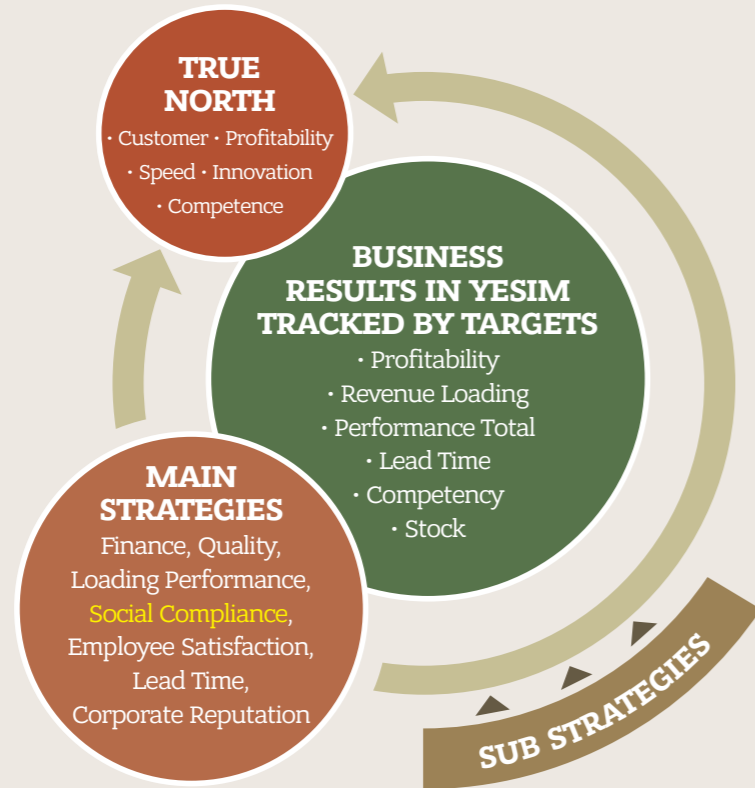 TRUE
NORTH
· Customer · Profitability
· Speed · Innovation
· Competence
BUSINESS
RESULTS IN YESIM
TRACKED BY TARGETS
· Profitability
· Revenue Loading
· Performance Total
· Lead Time
· Competency
· Stock
MAIN
STRATEGIES
Finance, Quality,
Loading Performance,
Social Compliance,
Employee Satisfaction,
Lead Time,
Corporate Reputation
SUB STRATEGIES